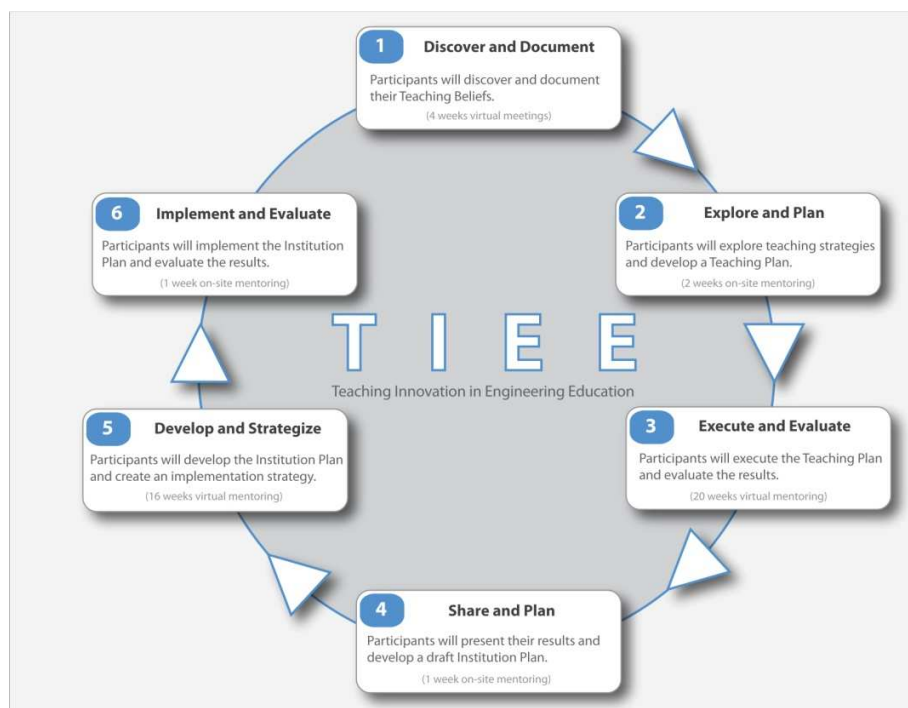 1 Discover and Document
Participants will discover and document
their Teaching Beliefs.
(4 weeks virtual meetings)
2 Explore and Plan
Participants will explore teaching strategies
and develop a Teaching Plan.
(2 weeks on-site mentoring)
3 Execute and Evaluate
Participants will execute the Teaching Plan
and evaluate the results.
(20 weeks virtual mentoring)
4 Share and Plan
Participants will present their results and
develop a draft Institution Plan.
(1 week on-site mentoring)
5 Develop and Strategize
Participants will develop the Institution Plan
and create an implementation strategy.
(16 weeks virtual mentoring)
6 Implement and Evaluate
Participants will implement the Institution
Plan and evaluate the results.
(1 week on-site mentoring)
T I E E
Teaching Innovation in Engineering Education